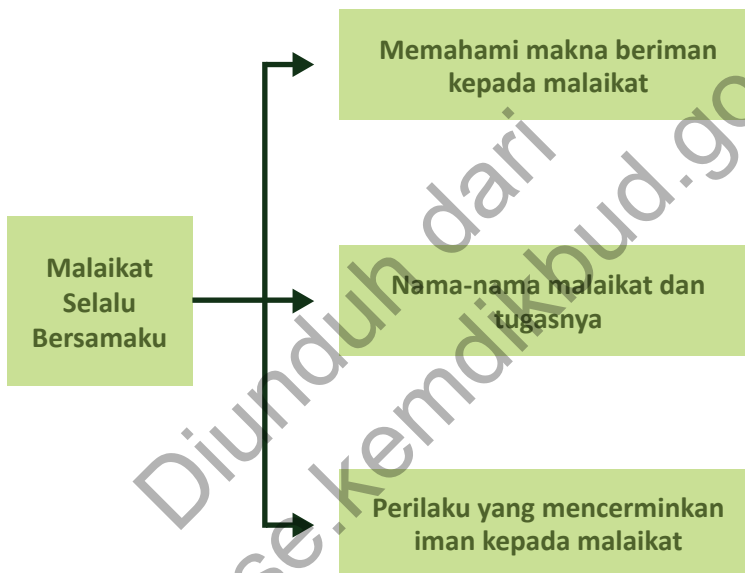 Memahami makna beriman
kepada malaikat
Malaikat
Selalu
Bersamaku
Nama-nama malaikat dan
tugasnya
Perilaku yang mencerminkan
iman kepada malaikat
Diunduh dari
se.kemdikbud.go